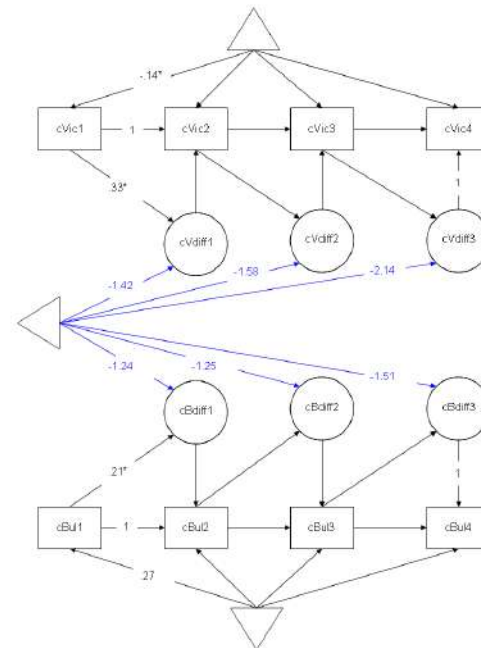 -.14*
cVic1
1
cVic2
cVic3
cVic4
.33*
1
cVdiff1
cVdiff2
cVdiff3
-1.42
-1.58
-2.14
-1.24
-1.25
-1.51
cBdiff1
cBdiff2
cBdiff3
.21*
1
cBul1
1
cBul2
cBul3
cBul4
.27